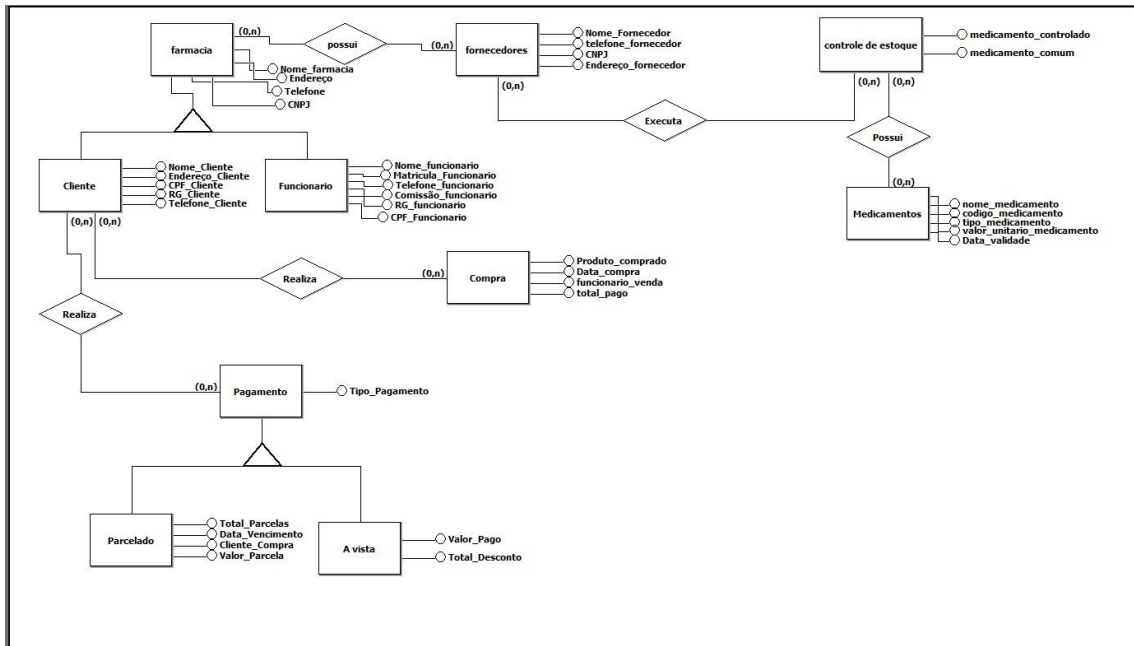 farmacia
(0,n)
possui
(0,n)
fornecedores
Nome_Fornecedor
telefone_fornecedor
CNPJ
Endereço_fornecedor
controle de estoque
medicamento_controlado
medicamento_comum
Nome_farmacia
Endereço
Telefone
CNPJ
(0,n)
(0,n)
(0,n)
Executa
Possui
Cliente
Nome_Cliente
Endereço_Cliente
CPF_Cliente
RG_Cliente
Telefone_Cliente
Funcionario
Nome_funcionario
Matricula_Funcionario
Telefone_funcionario
Comissão_funcionario
RG_funcionario
CPF_Funcionario
(0,n)
Medicamentos
nome_medicamento
codigo_medicamento
tipo_medicamento
valor_unitario_medicamento
Data_validade
(0,n)
(0,n)
Realiza
(0,n)
Compra
Produto_comprado
Data_compra
funcionario_venda
total_pago
Realiza
(0,n)
Pagamento
Tipo_Pagamento
Parcelado
Total_Parcelas
Data_Vencimento
Cliente_Compra
Valor_Parcela
A vista
Valor_Pago
Total_Desconto